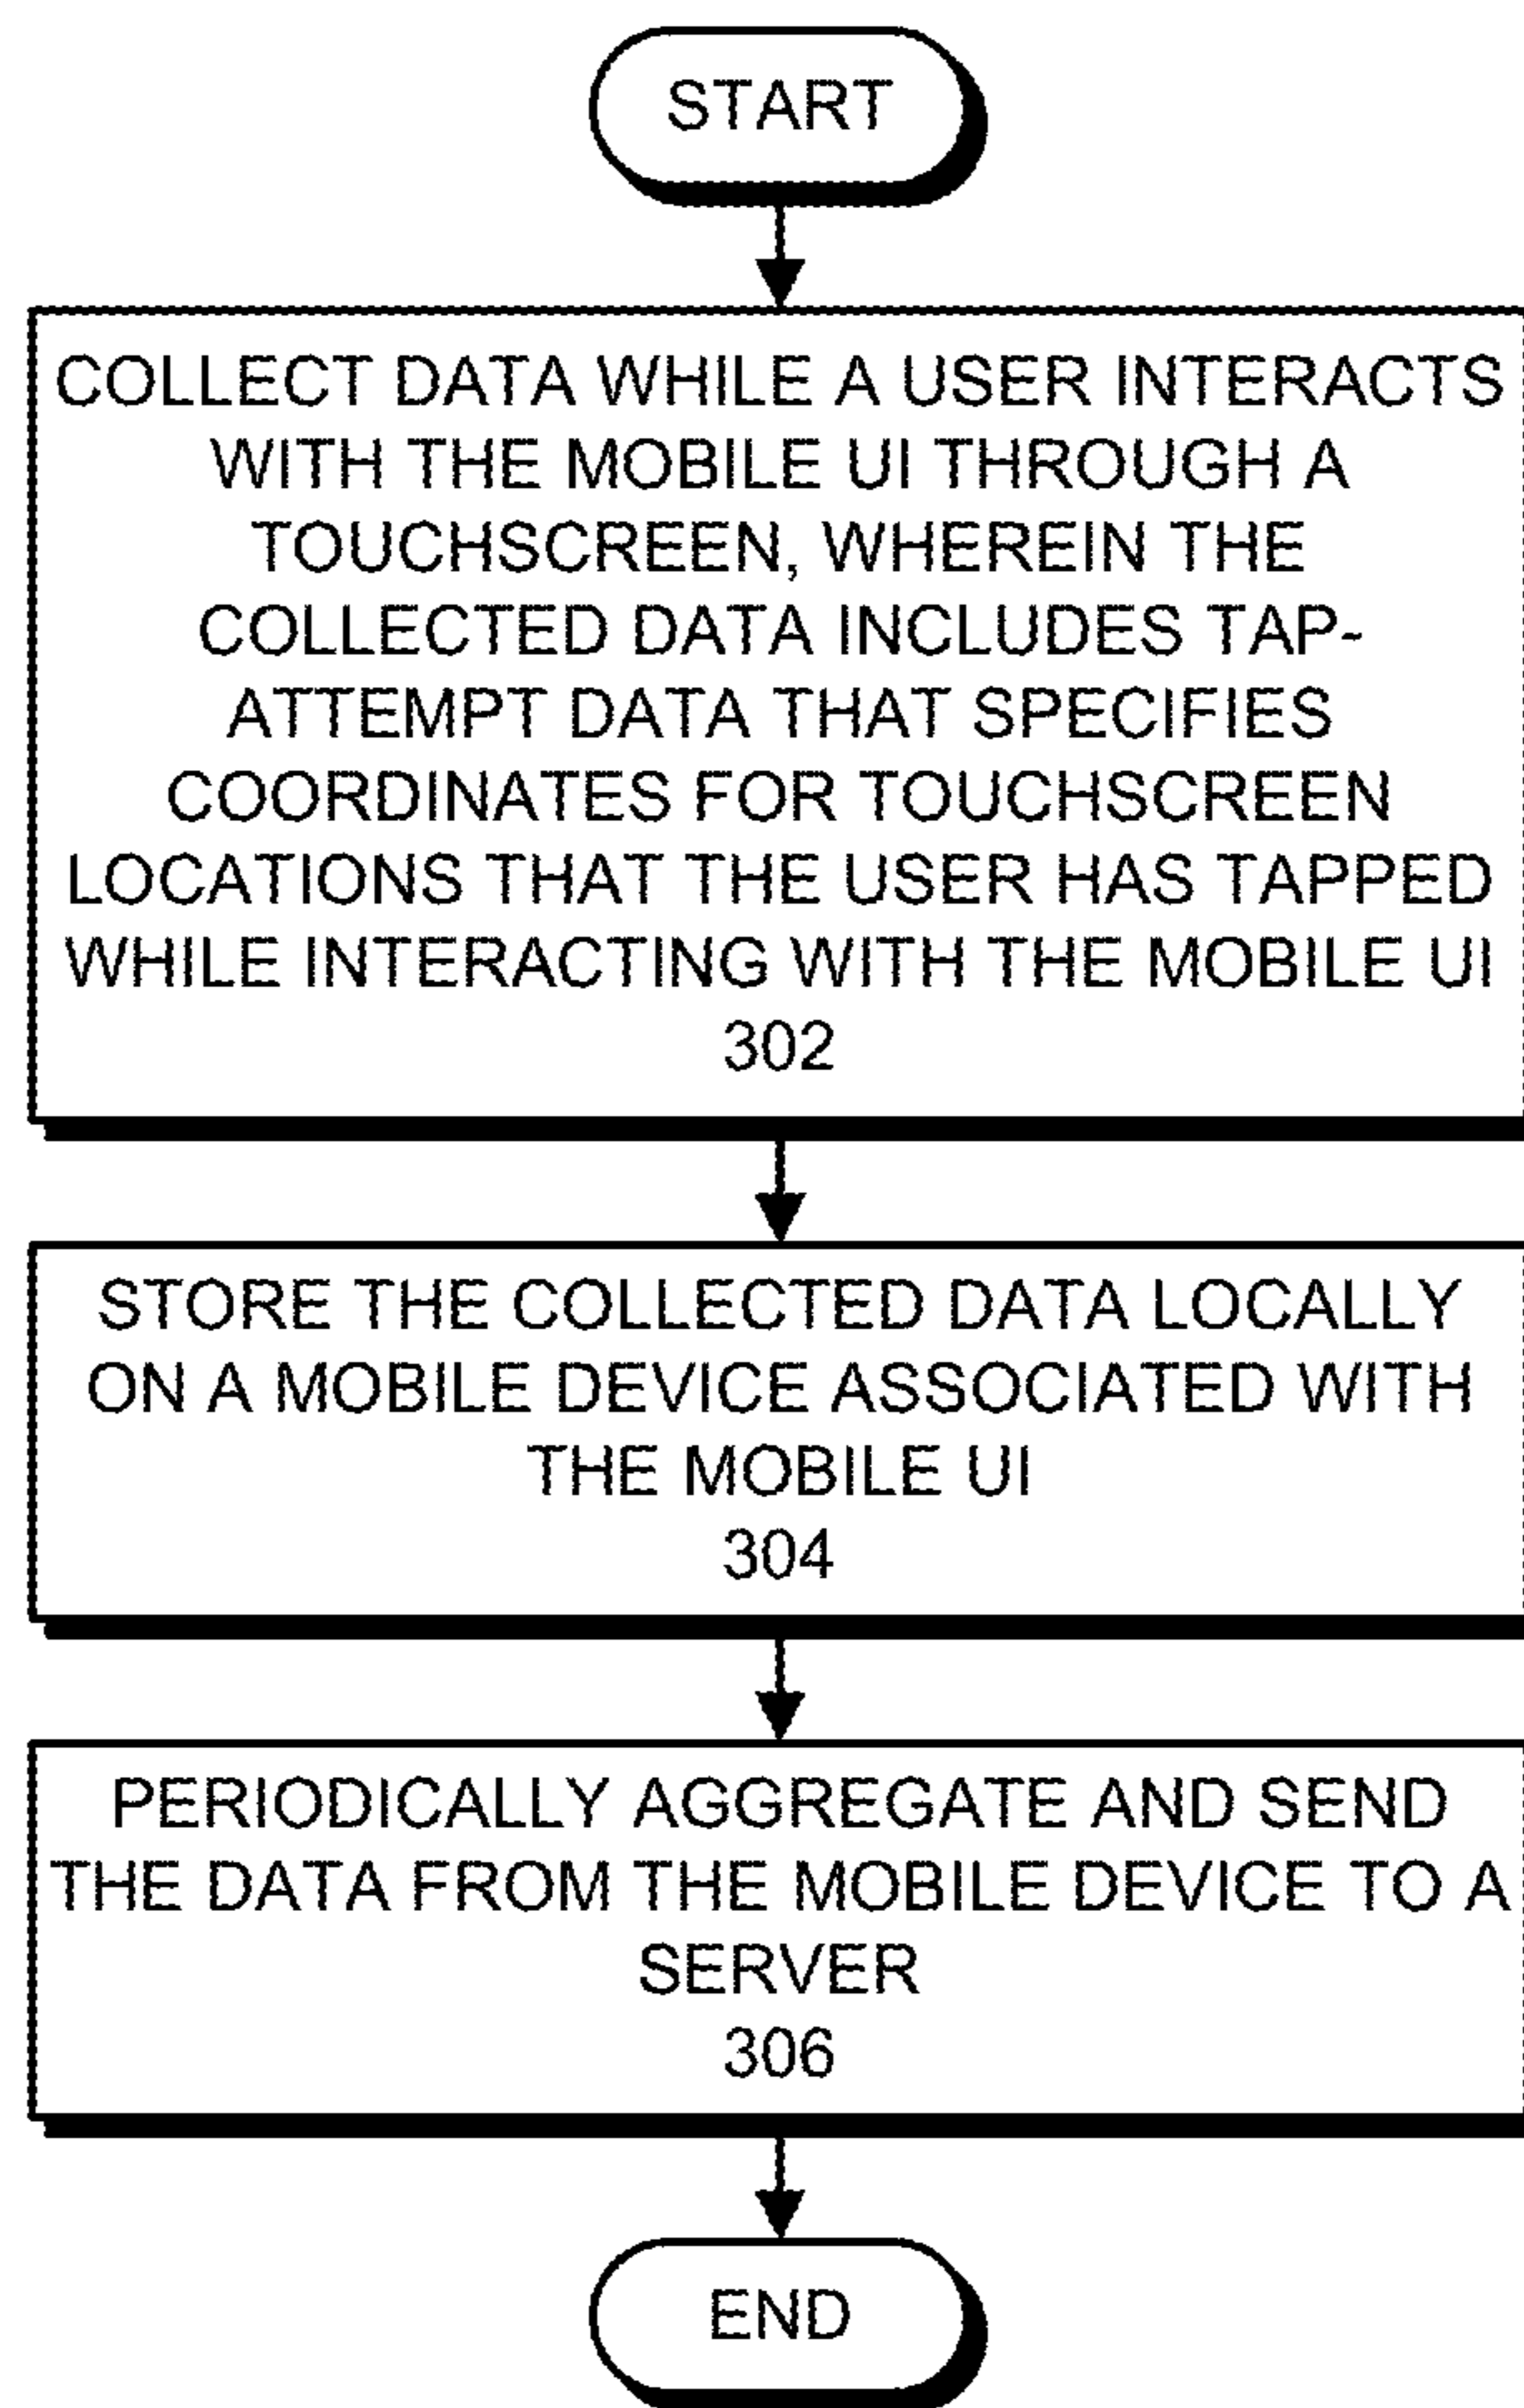 START
COLLECT DATA WHILE A USER INTERACTS
WITH THE MOBILE UI THROUGH A
TOUCHSCREEN, WHEREIN THE
COLLECTED DATA INCLUDES TAP-
ATTEMPT DATA THAT SPECIFIES
COORDINATES FOR TOUCHSCREEN
LOCATIONS THAT THE USER HAS TAPPED
WHILE INTERACTING WITH THE MOBILE UI
302
STORE THE COLLECTED DATA LOCALLY
ON A MOBILE DEVICE ASSOCIATED WITH
THE MOBILE UI
304
PERIODICALLY AGGREGATE AND SEND
THE DATA FROM THE MOBILE DEVICE TO A
SERVER
306
END